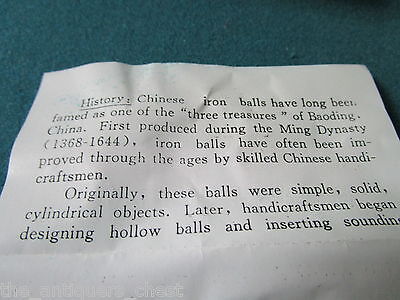 History: Chinese iron balls have long been
famed as one of the "three treasures" of Baoding,
China. First produced during the Ming Dynasty
(1368-1644), iron balls have often been im-
proved through the ages by skilled Chinese handi-
craftsmen.
Originally, these balls were simple, solid,
cylindrical objects. Later, handicraftsmen began
designing hollow balls and inserting sounding
the_antiquers_chest